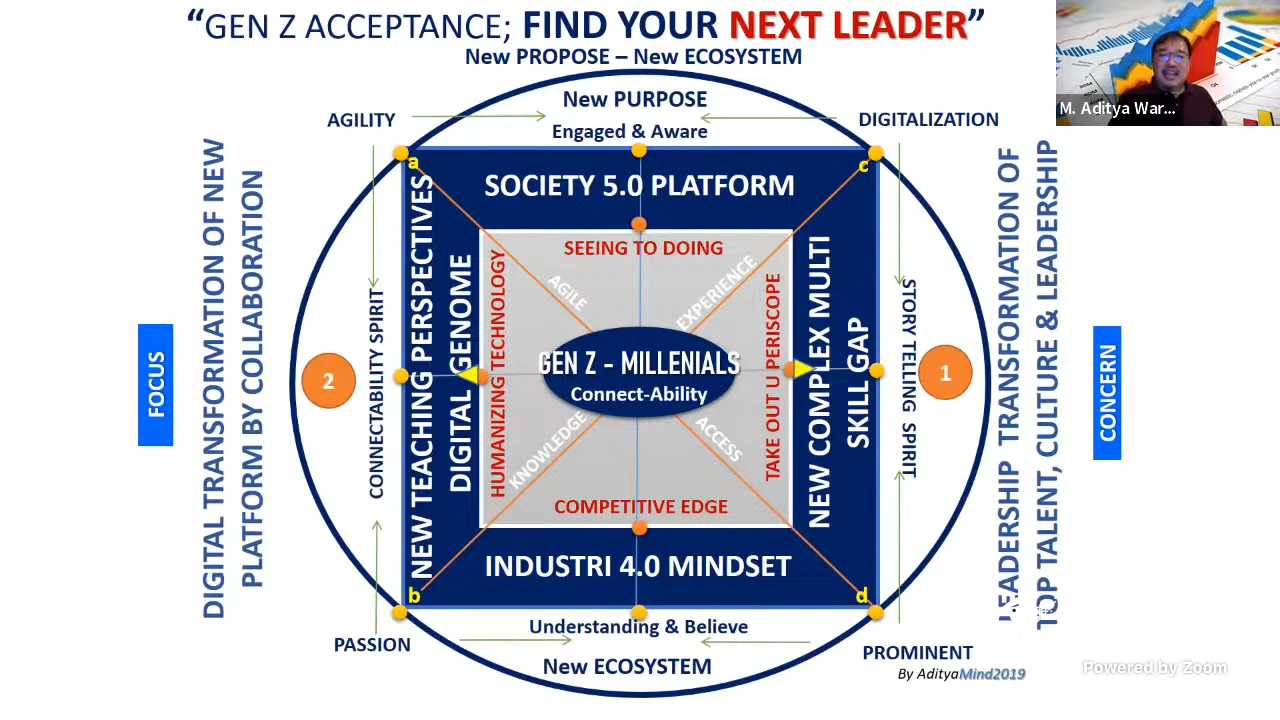 “GEN Z ACCEPTANCE; FIND YOUR NEXT LEADER”
New PROPOSE – New ECOSYSTEM
M. Aditya War...
New PURPOSE
AGILITY
DIGITALIZATION
Engaged & Aware
a
c
SOCIETY 5.0 PLATFORM
DIGITAL TRANSFORMATION OF NEW
PLATFORM BY COLLABORATION
FOCUS
2
CONNECTABILITY SPIRIT
NEW TEACHING PERSPECTIVES
DIGITAL GENOME
HUMANIZING TECHNOLOGY
SEEING TO DOING
AGILE
EXPERIENCE
GEN Z - MILLENIALS
Connect-Ability
KNOWLEDGE
ACCESS
COMPETITIVE EDGE
TAKE OUT U PERISCOPE
NEW COMPLEX MULTI
SKILL GAP
STORY TELLING SPIRIT
1
LEADERSHIP TRANSFORMATION OF
TOP TALENT, CULTURE & LEADERSHIP
CONCERN
INDUSTRI 4.0 MINDSET
b
d
Understanding & Believe
PASSION
PROMINENT
New ECOSYSTEM
By AdityaMind2019
Powered by Zoom